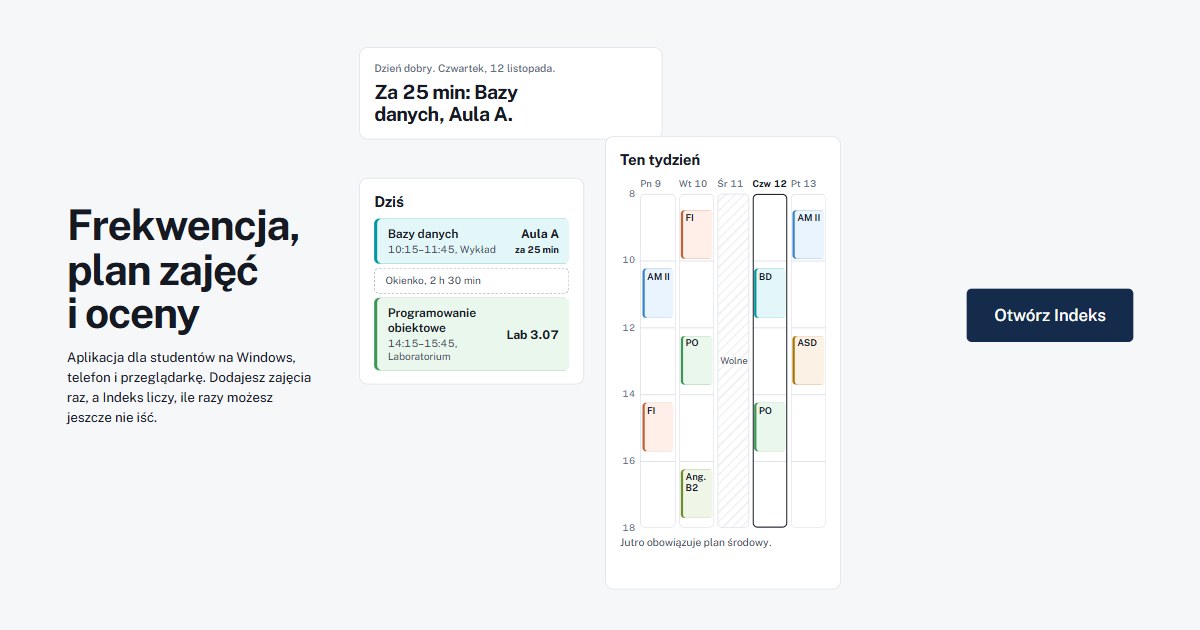 Frekwencja,
plan zajęć
i oceny
Aplikacja dla studentów na Windows,
telefon i przeglądarkę. Dodajesz zajęcia
raz, a Indeks liczy, ile razy możesz
jeszcze nie iść.
Dzień dobry. Czwartek, 12 listopada.
Za 25 min: Bazy
danych, Aula A.
Dziś
Bazy danych Aula A
10:15–11:45, Wykład za 25 min
Okienko, 2 h 30 min
Programowanie
obiektowe
Lab 3.07
14:15–15:45,
Laboratorium
Ten tydzień
Pn 9 Wt 10 Śr 11 Czw 12 Pt 13
8
FI AM II
10
AM II BD
12
PO ASD
Wolne
14
FI PO
16
Ang.
B2
18
Jutro obowiązuje plan środowy.
Otwórz Indeks